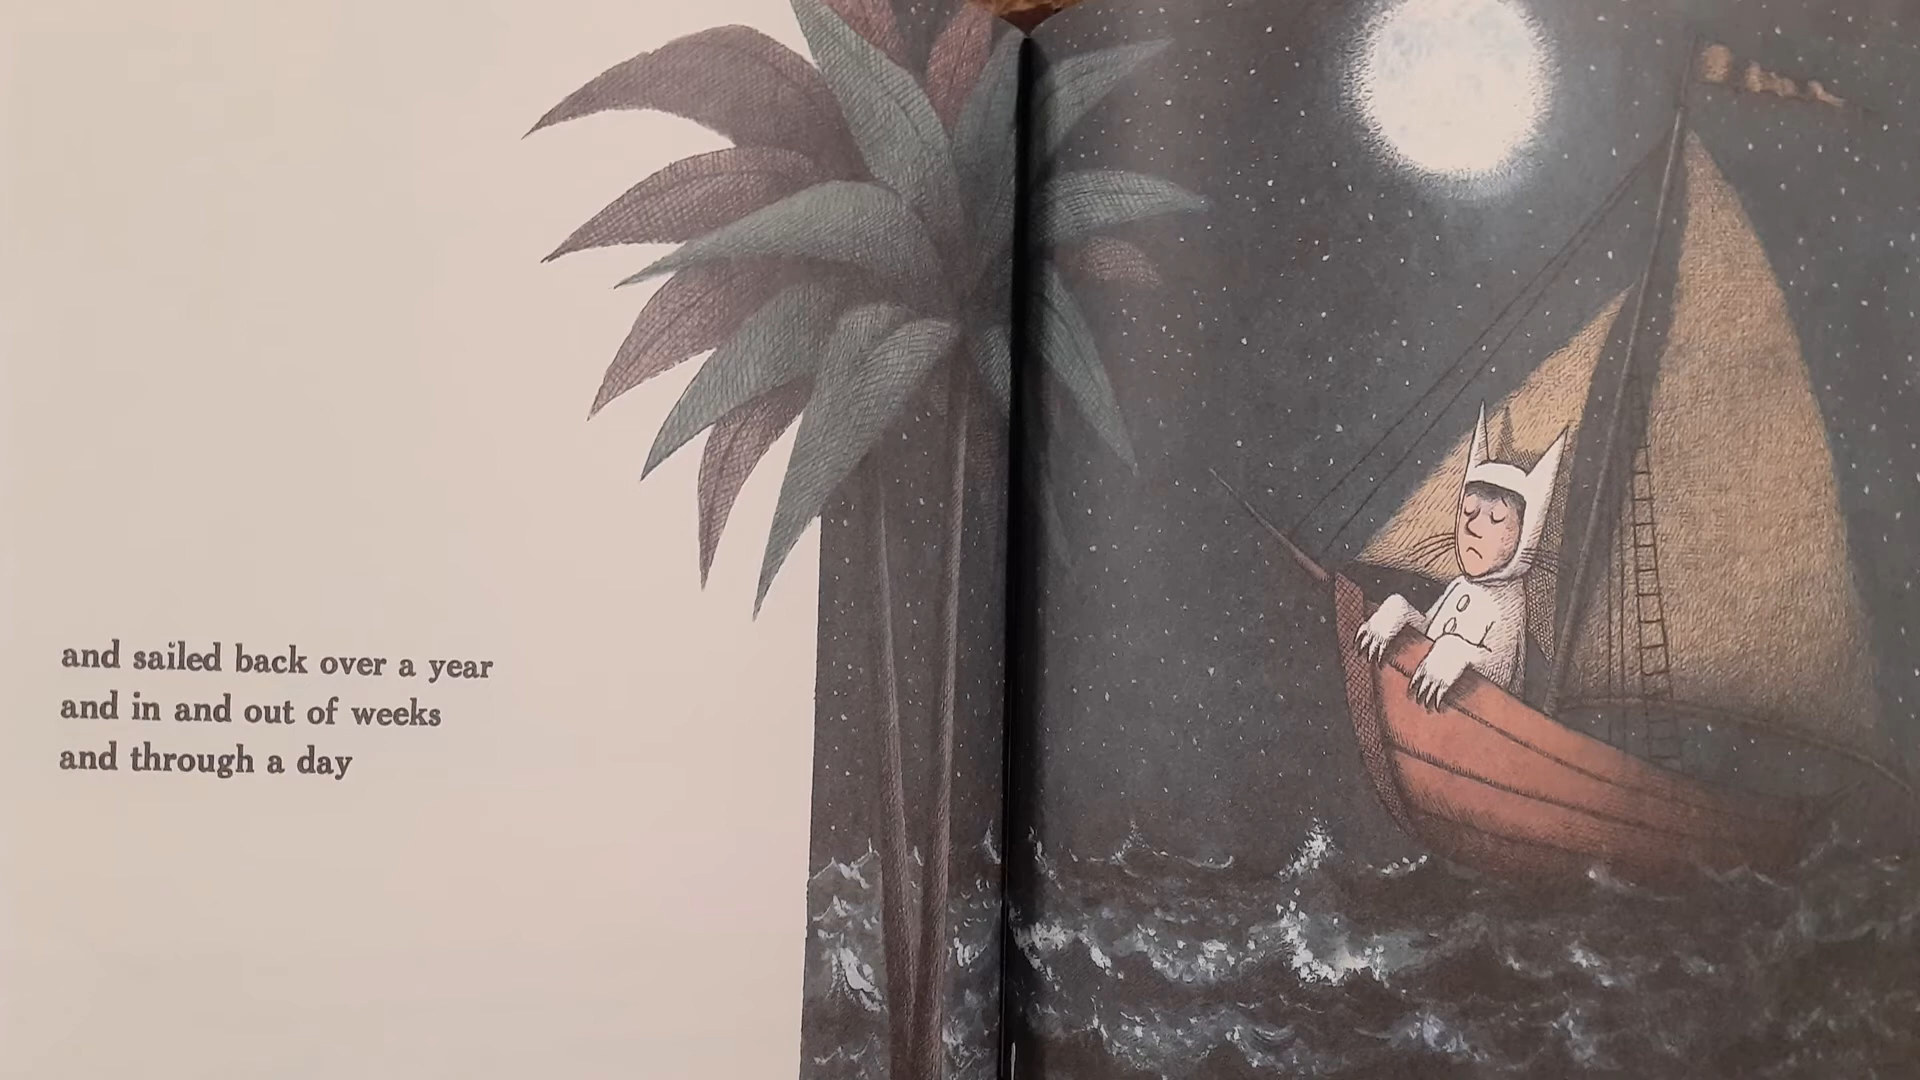 and sailed back over a year
and in and out of weeks
and through a day